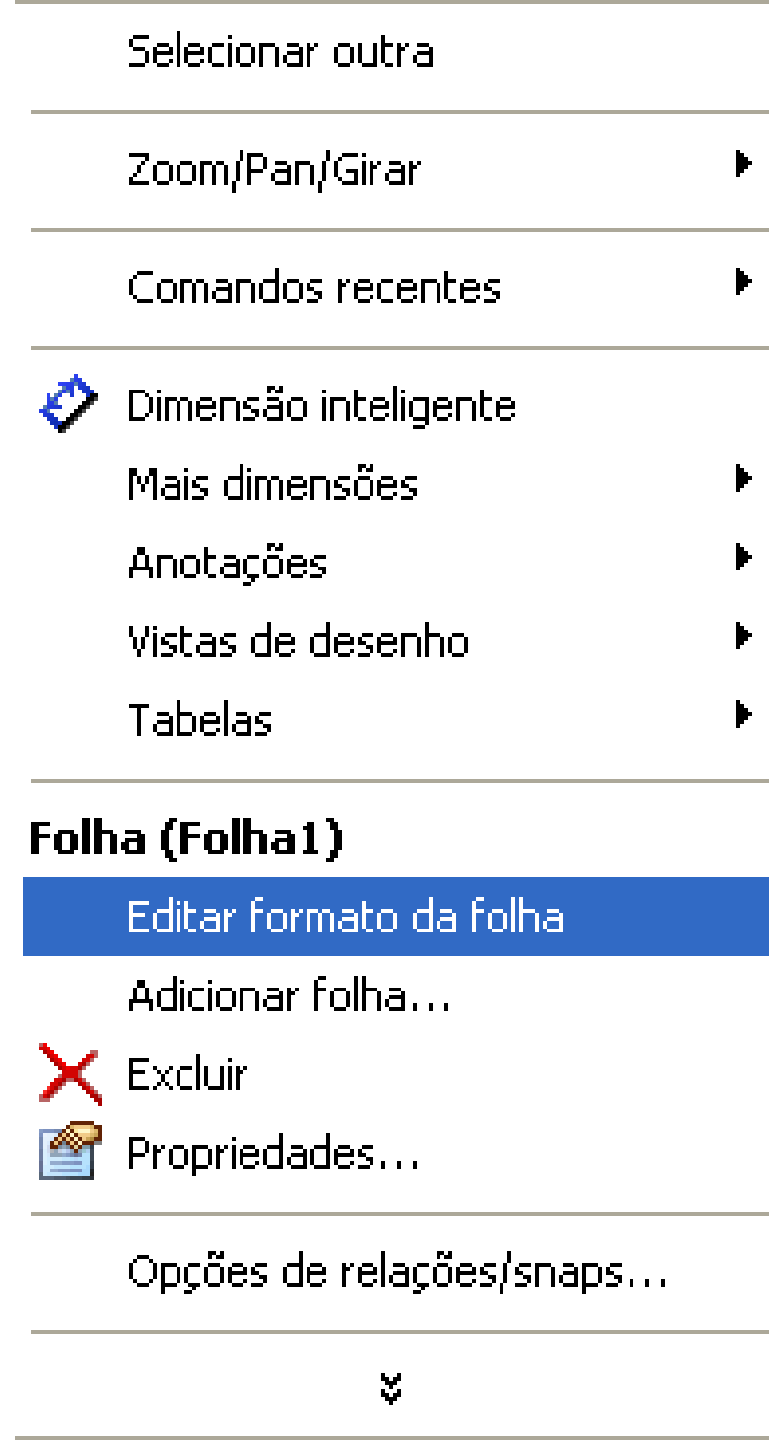 Selecionar outra
Zoom/Pan/Girar
Comandos recentes
Dimensão inteligente
Mais dimensões
Anotações
Vistas de desenho
Tabelas
Folha (Folha1)
Editar formato da folha
Adicionar folha...
Excluir
Propriedades...
Opções de relações/snaps...